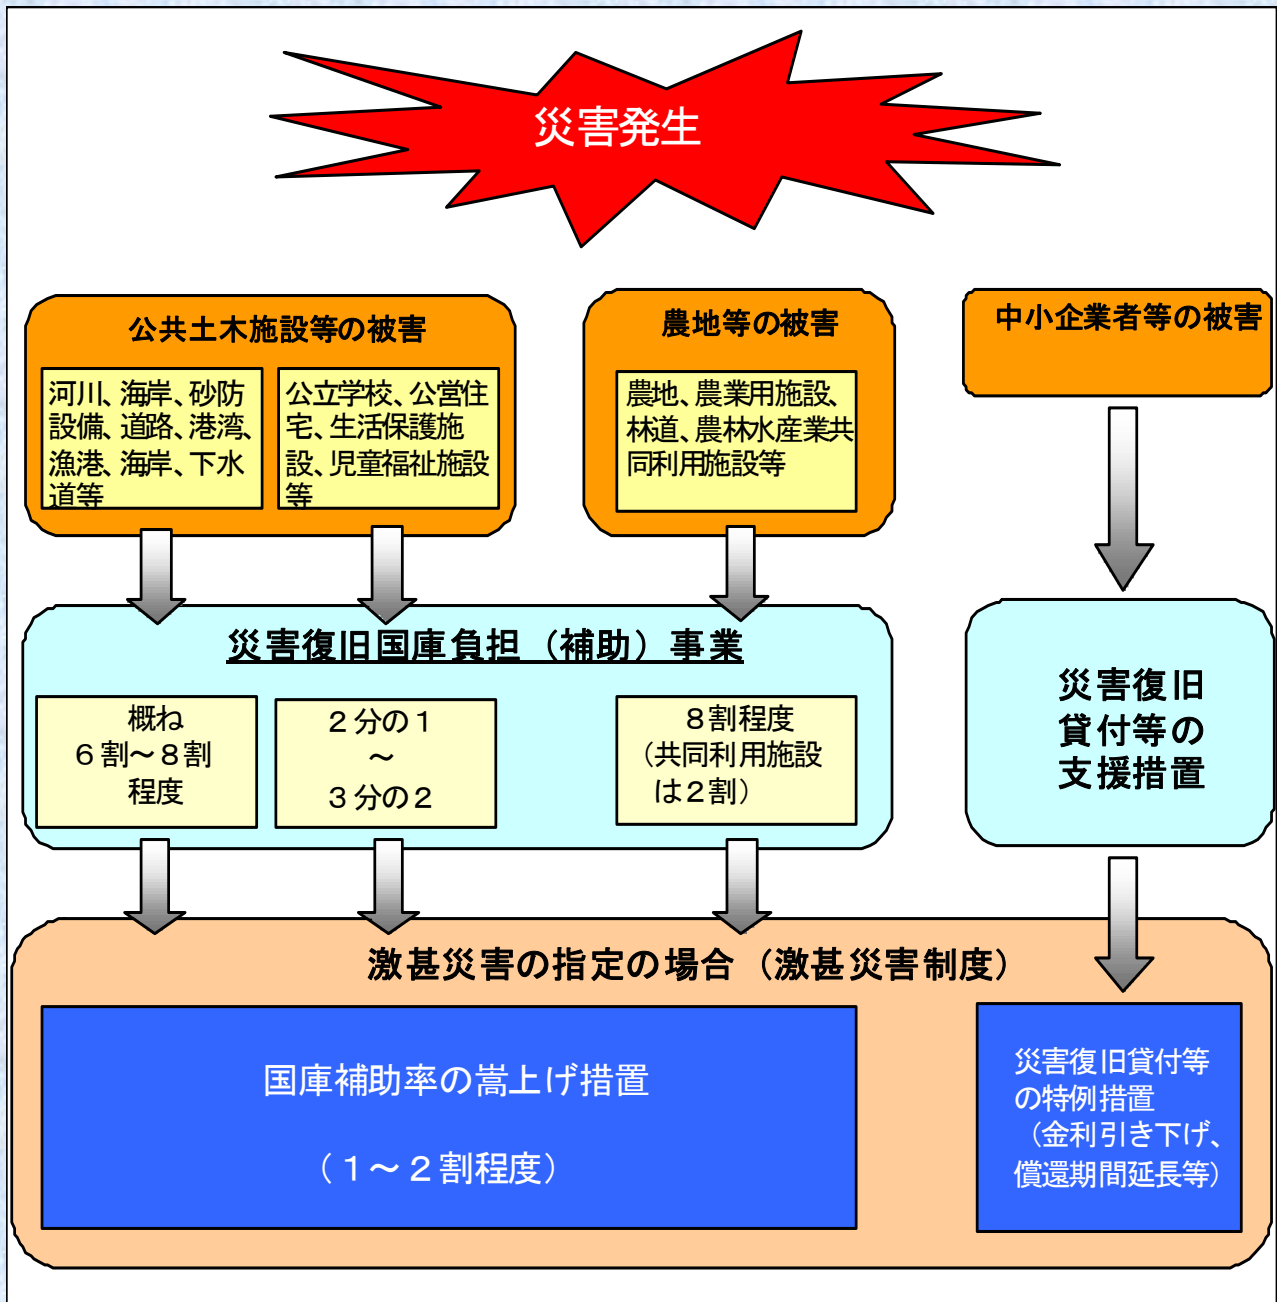 災害発生
公共土木施設等の被害
河川、海岸、砂防
設備、道路、港湾、
漁港、海岸、下水
道等
公立学校、公営住
宅、生活保護施
設、児童福祉施設
等
農地等の被害
農地、農業用施設、
林道、農林水産業共
同利用施設等
中小企業者等の被害
災害復旧国庫負担（補助）事業
概ね
６割～８割
程度
２分の１
～
３分の２
８割程度
（共同利用施設
は２割）
災害復旧
貸付等の
支援措置
激甚災害の指定の場合（激甚災害制度）
国庫補助率の嵩上げ措置
（１～２割程度）
災害復旧貸付等
の特例措置
（金利引き下げ、
償還期間延長等）